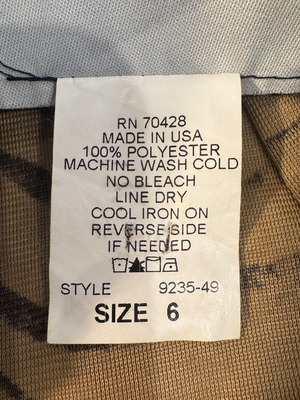 RN 70428
MADE IN USA
100% POLYESTER
MACHINE WASH COLD
NO BLEACH
LINE DRY
COOL IRON ON
REVERSE SIDE
IF NEEDED
STYLE 9235-49
SIZE 6